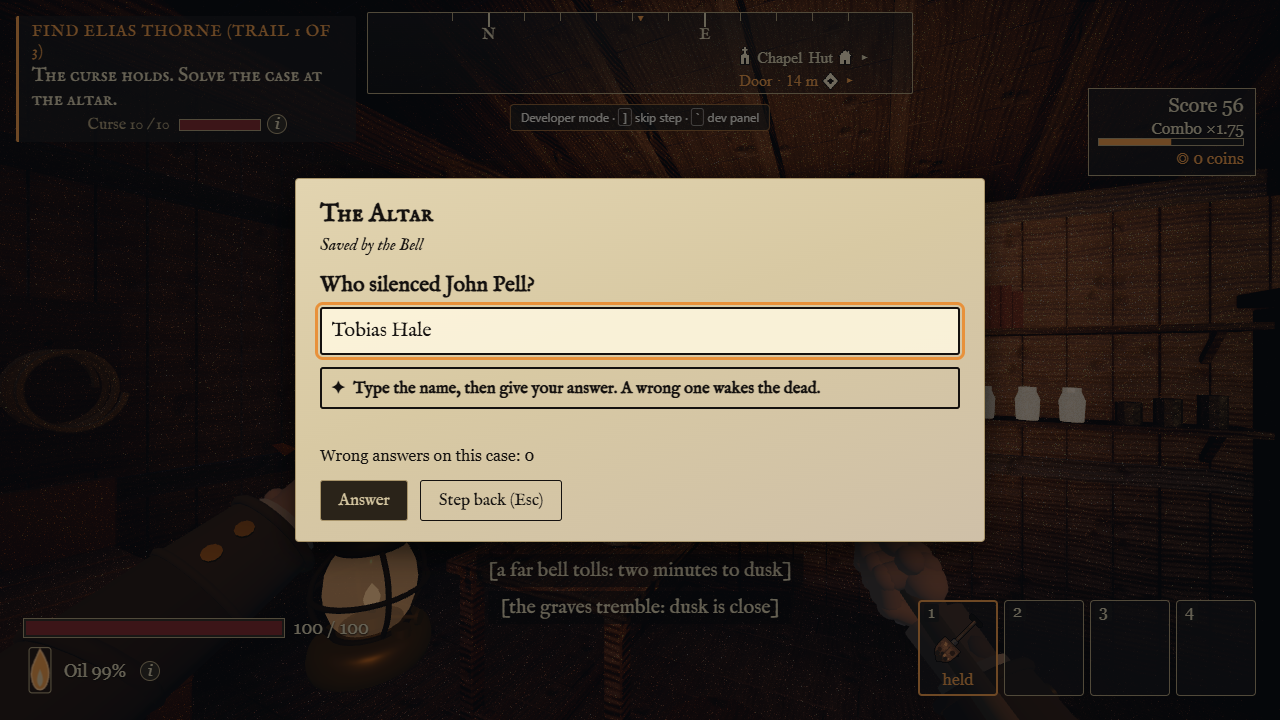 FIND ELIAS THORNE (TRAIL 1 OF
3)
THE CURSE HOLDS. SOLVE THE CASE AT
THE ALTAR.
Curse 10 / 10 i
N E
Chapel Hut
Door · 14 m
Developer mode · ] skip step · ` dev panel
Score 56
Combo ×1.75
© 0 coins
The Altar
Saved by the Bell
Who silenced John Pell?
Tobias Hale
✦ Type the name, then give your answer. A wrong one wakes the dead.
Wrong answers on this case: 0
Answer Step back (Esc)
[a far bell tolls: two minutes to dusk]
[the graves tremble: dusk is close]
100 / 100
Oil 99% i
1 2 3 4
held